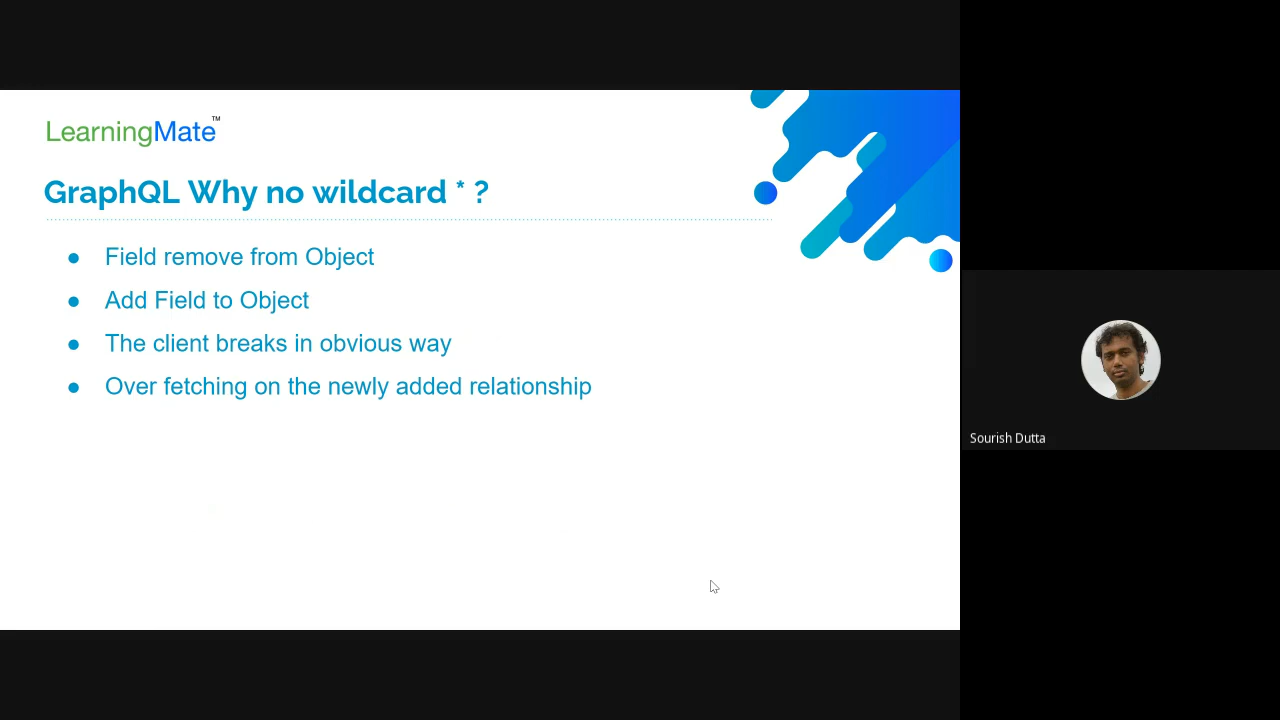 LearningMate™
GraphQL Why no wildcard * ?
● Field remove from Object
● Add Field to Object
● The client breaks in obvious way
● Over fetching on the newly added relationship
Sourish Dutta